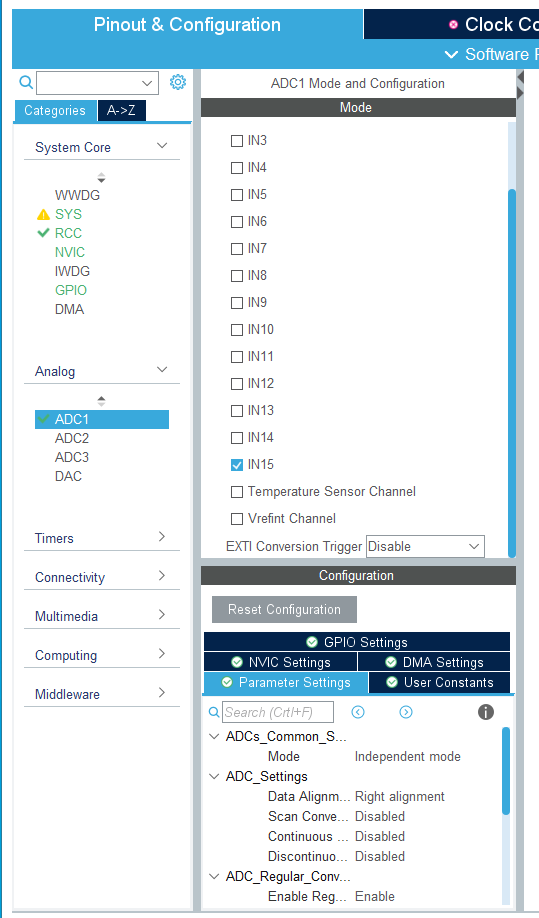 Pinout & Configuration
Clock Co
Software P
Categories
A->Z
System Core
WWDG
SYS
RCC
NVIC
IWDG
GPIO
DMA
Analog
ADC1
ADC2
ADC3
DAC
Timers
Connectivity
Multimedia
Computing
Middleware
ADC1 Mode and Configuration
Mode
IN3
IN4
IN5
IN6
IN7
IN8
IN9
IN10
IN11
IN12
IN13
IN14
IN15
Temperature Sensor Channel
Vrefint Channel
EXTI Conversion Trigger Disable
Configuration
Reset Configuration
GPIO Settings
NVIC Settings
DMA Settings
Parameter Settings
User Constants
Search (Crtl+F)
ADCs_Common_S...
Mode Independent mode
ADC_Settings
Data Alignm... Right alignment
Scan Conve... Disabled
Continuous ... Disabled
Discontinuo... Disabled
ADC_Regular_Conv...
Enable Reg... Enable